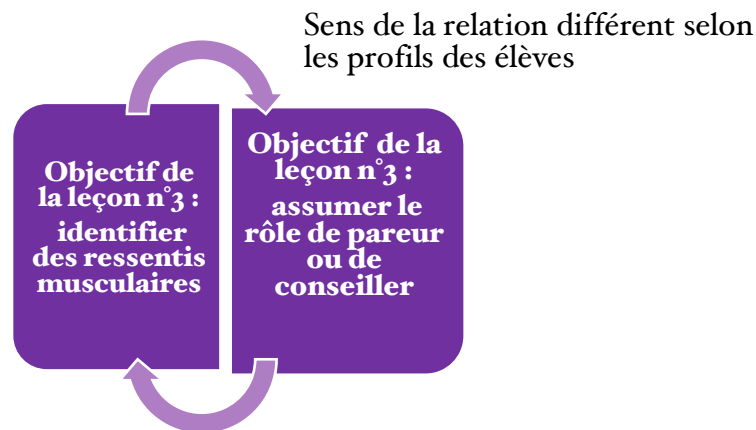 Sens de la relation différent selon
les profils des élèves
Objectif de
la leçon n°3 :
identifier
des ressentis
musculaires
Objectif de la
leçon n°3 :
assumer le
rôle de pareur
ou de
conseiller